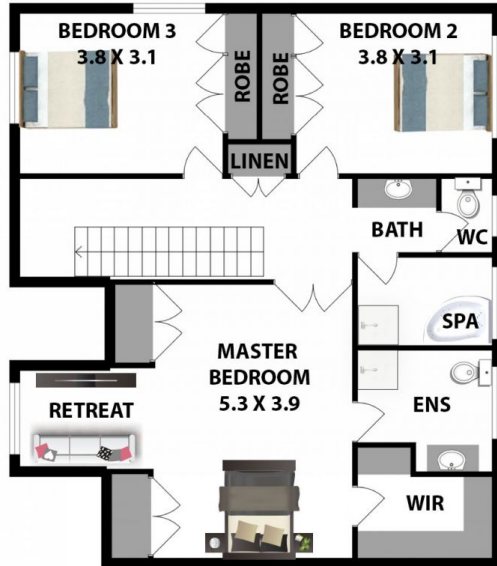 BEDROOM 3
3.8 X 3.1
ROBE
ROBE
BEDROOM 2
3.8 X 3.1
LINEN
BATH
WC
SPA
MASTER
BEDROOM
5.3 X 3.9
RETREAT
ENS
WIR